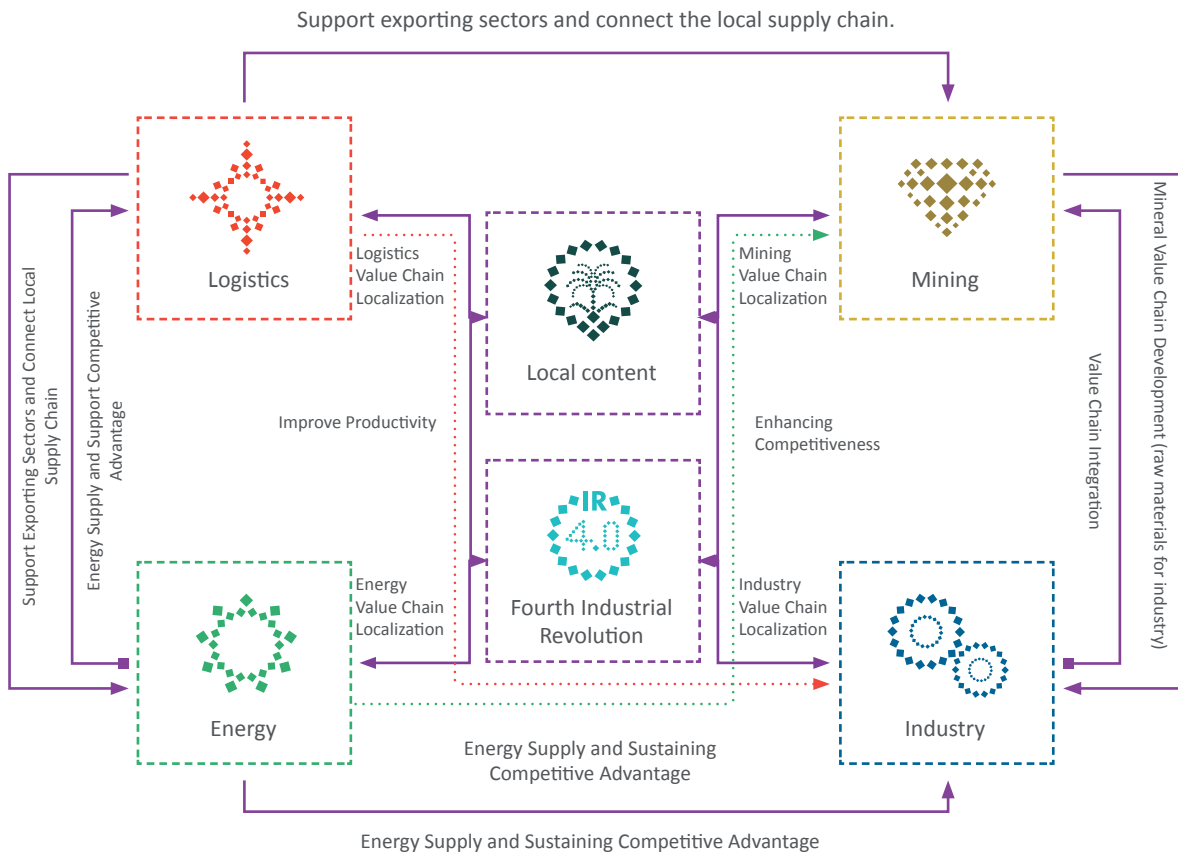 Support exporting sectors and connect the local supply chain.
Logistics
Mining
Logistics
Value Chain
Localization
Mining
Value Chain
Localization
Local content
Support Exporting Sectors and Connect Local
Supply Chain
Energy Supply and Support Competitive
Advantage
Improve Productivity
Enhancing
Competitiveness
Value Chain Integration
Mineral Value Chain Development (raw materials for
industry)
IR
4.0
Fourth Industrial
Revolution
Energy
Value Chain
Localization
Industry
Value Chain
Localization
Energy
Industry
Energy Supply and Sustaining
Competitive Advantage
Energy Supply and Sustaining Competitive Advantage